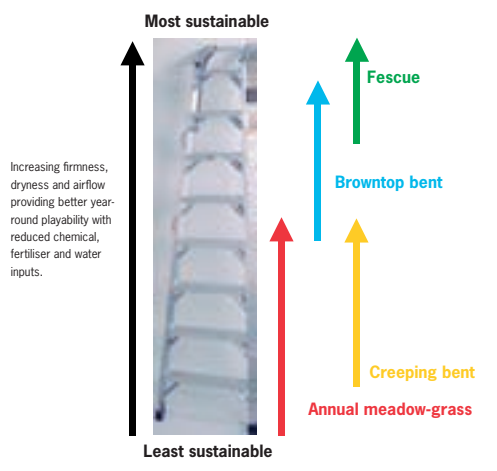 Most sustainable
Fescue
Increasing firmness,
dryness and airflow
providing better year-
round playability with
reduced chemical,
fertiliser and water
inputs.
Browntop bent
Creeping bent
Annual meadow-grass
Least sustainable